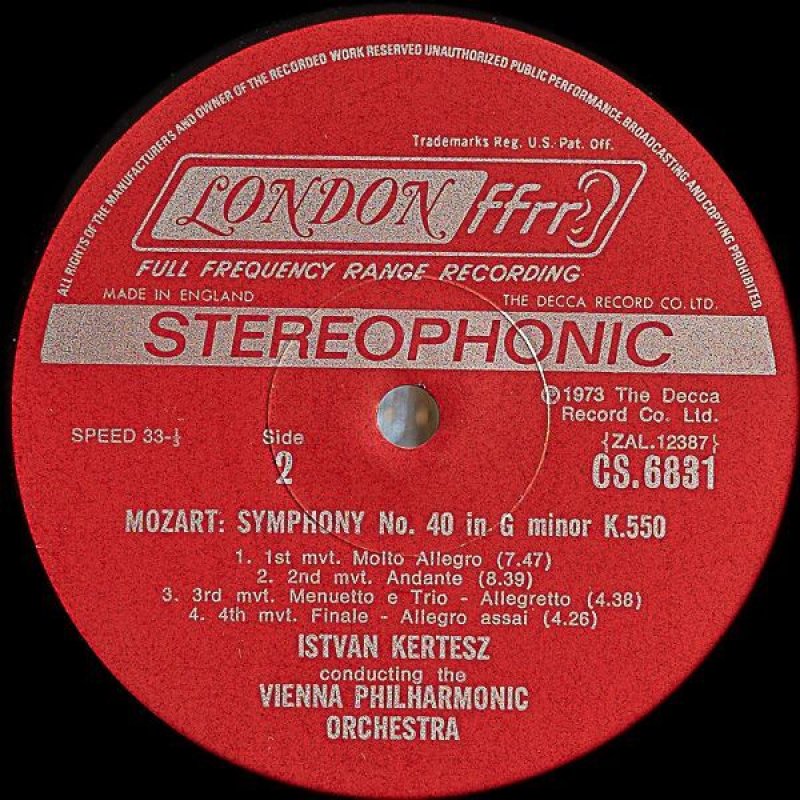 ALL RIGHTS OF THE MANUFACTURERS AND OWNER OF THE RECORDED WORK RESERVED UNAUTHORIZED PUBLIC PERFORMANCE, BROADCASTING AND COPYING PROHIBITED.
Trademarks Reg. U.S. Pat. Off.
LONDON ffrr
FULL FREQUENCY RANGE RECORDING
MADE IN ENGLAND THE DECCA RECORD CO. LTD.
STEREOPHONIC
℗1973 The Decca
Record Co. Ltd.
SPEED 33-⅓ Side {ZAL.12387}
2 CS.6831
MOZART: SYMPHONY No. 40 in G minor K.550
1. 1st mvt. Molto Allegro (7.47)
2. 2nd mvt. Andante (8.39)
3. 3rd mvt. Menuetto e Trio - Allegretto (4.38)
4. 4th mvt. Finale - Allegro assai (4.26)
ISTVAN KERTESZ
conducting the
VIENNA PHILHARMONIC
ORCHESTRA